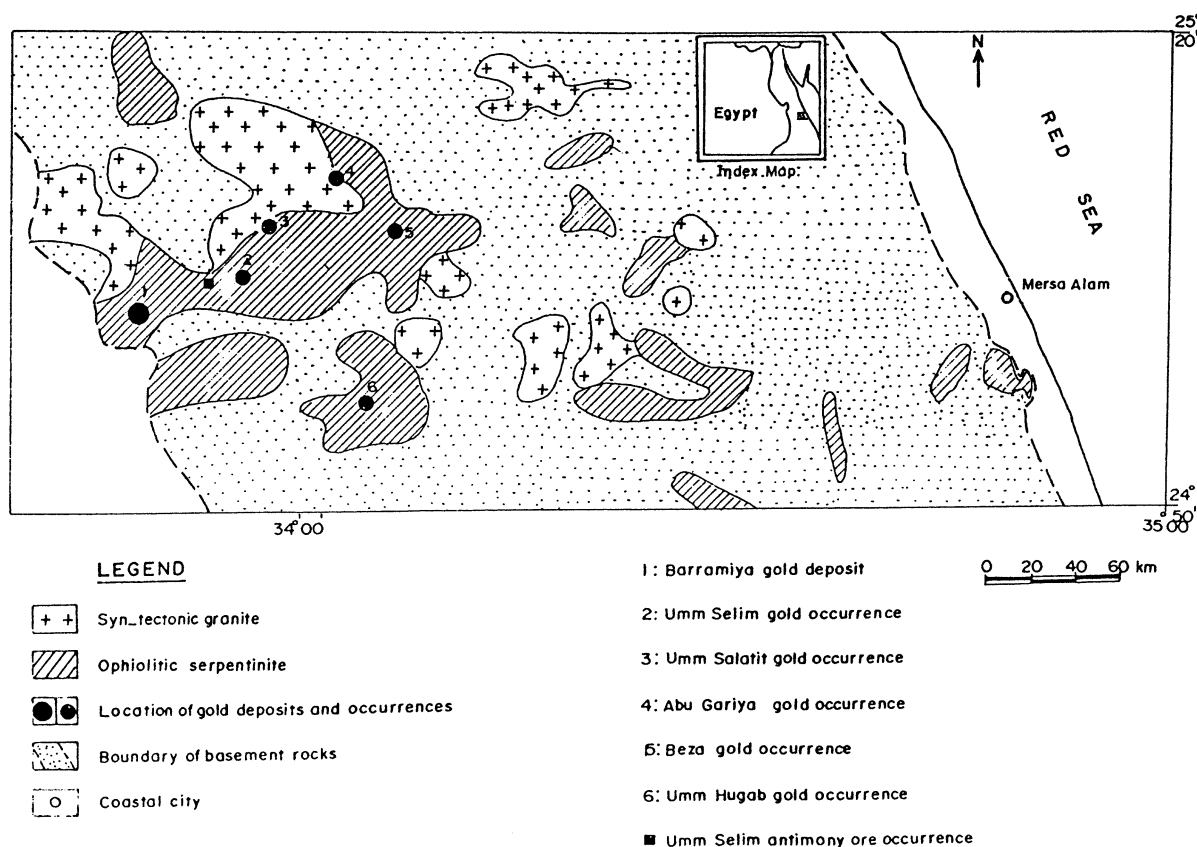 25°
20'
N
Egypt
Index Map
RED SEA
Mersa Alam
1
2
3
4
5
6
24°
50'
34°00
35°00
LEGEND
Syn_tectonic granite
Ophiolitic serpentinite
Location of gold deposits and occurrences
Boundary of basement rocks
Coastal city
1: Barramiya gold deposit
2: Umm Selim gold occurrence
3: Umm Salatit gold occurrence
4: Abu Gariya gold occurrence
5: Beza gold occurrence
6: Umm Hugab gold occurrence
Umm Selim antimony ore occurrence
0 20 40 60 km